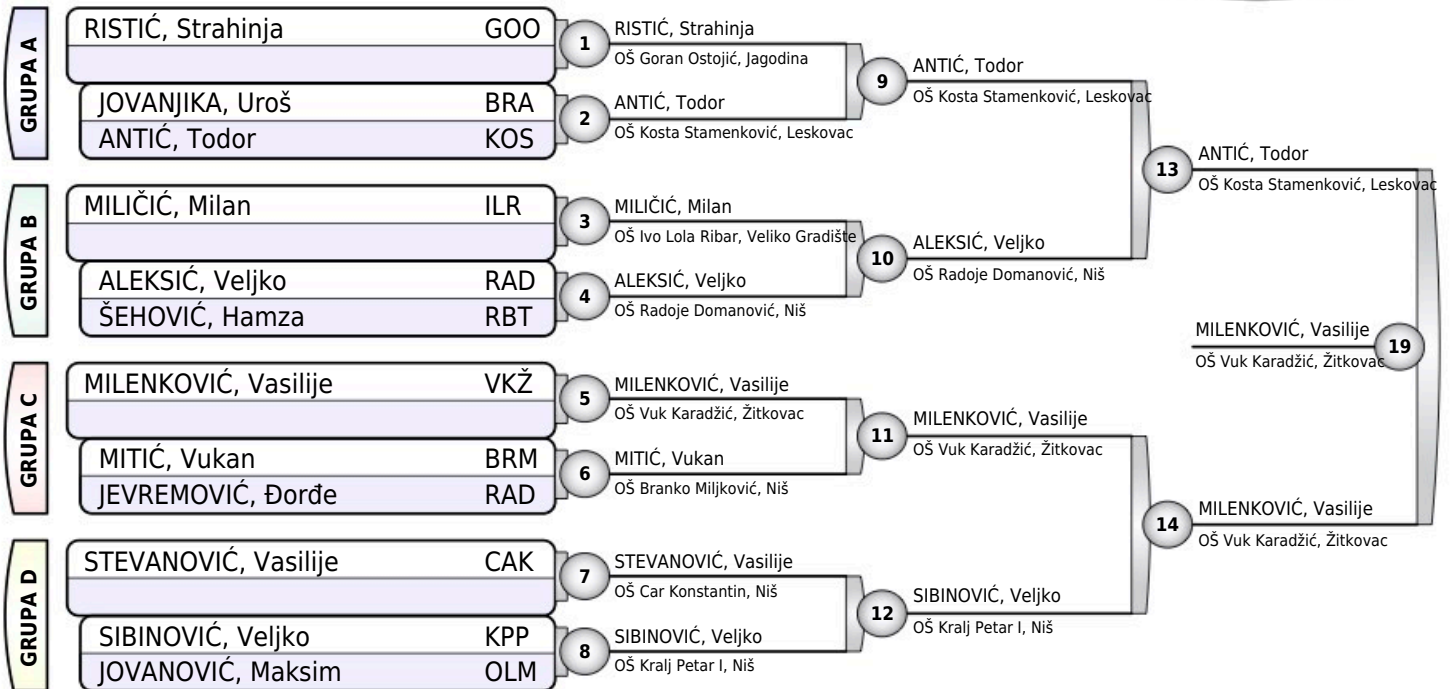 GRUPA A
RISTIĆ, Strahinja GOO
JOVANJIKA, Uroš BRA
ANTIĆ, Todor KOS
GRUPA B
MILIČIĆ, Milan ILR
ALEKSIĆ, Veljko RAD
ŠEHOVIĆ, Hamza RBT
GRUPA C
MILENKOVIĆ, Vasilije VKŽ
MITIĆ, Vukan BRM
JEVREMOVIĆ, Đorđe RAD
GRUPA D
STEVANOVIĆ, Vasilije CAK
SIBINOVIĆ, Veljko KPP
JOVANOVIĆ, Maksim OLM
1
RISTIĆ, Strahinja
OŠ Goran Ostojić, Jagodina
2
ANTIĆ, Todor
OŠ Kosta Stamenković, Leskovac
3
MILIČIĆ, Milan
OŠ Ivo Lola Ribar, Veliko Gradište
4
ALEKSIĆ, Veljko
OŠ Radoje Domanović, Niš
5
MILENKOVIĆ, Vasilije
OŠ Vuk Karadžić, Žitkovac
6
MITIĆ, Vukan
OŠ Branko Miljković, Niš
7
STEVANOVIĆ, Vasilije
OŠ Car Konstantin, Niš
8
SIBINOVIĆ, Veljko
OŠ Kralj Petar I, Niš
9
ANTIĆ, Todor
OŠ Kosta Stamenković, Leskovac
10
ALEKSIĆ, Veljko
OŠ Radoje Domanović, Niš
11
MILENKOVIĆ, Vasilije
OŠ Vuk Karadžić, Žitkovac
12
SIBINOVIĆ, Veljko
OŠ Kralj Petar I, Niš
13
ANTIĆ, Todor
OŠ Kosta Stamenković, Leskovac
14
MILENKOVIĆ, Vasilije
OŠ Vuk Karadžić, Žitkovac
MILENKOVIĆ, Vasilije
OŠ Vuk Karadžić, Žitkovac
19